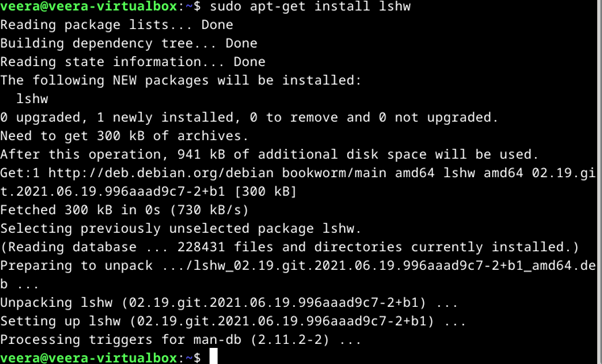 veera@veera-virtualbox:~$ sudo apt-get install lshw
Reading package lists... Done
Building dependency tree... Done
Reading state information... Done
The following NEW packages will be installed:
  lshw
0 upgraded, 1 newly installed, 0 to remove and 0 not upgraded.
Need to get 300 kB of archives.
After this operation, 941 kB of additional disk space will be used.
Get:1 http://deb.debian.org/debian bookworm/main amd64 lshw amd64 02.19.gi
t.2021.06.19.996aaad9c7-2+b1 [300 kB]
Fetched 300 kB in 0s (730 kB/s)
Selecting previously unselected package lshw.
(Reading database ... 228431 files and directories currently installed.)
Preparing to unpack .../lshw_02.19.git.2021.06.19.996aaad9c7-2+b1_amd64.de
b ...
Unpacking lshw (02.19.git.2021.06.19.996aaad9c7-2+b1) ...
Setting up lshw (02.19.git.2021.06.19.996aaad9c7-2+b1) ...
Processing triggers for man-db (2.11.2-2) ...
veera@veera-virtualbox:~$